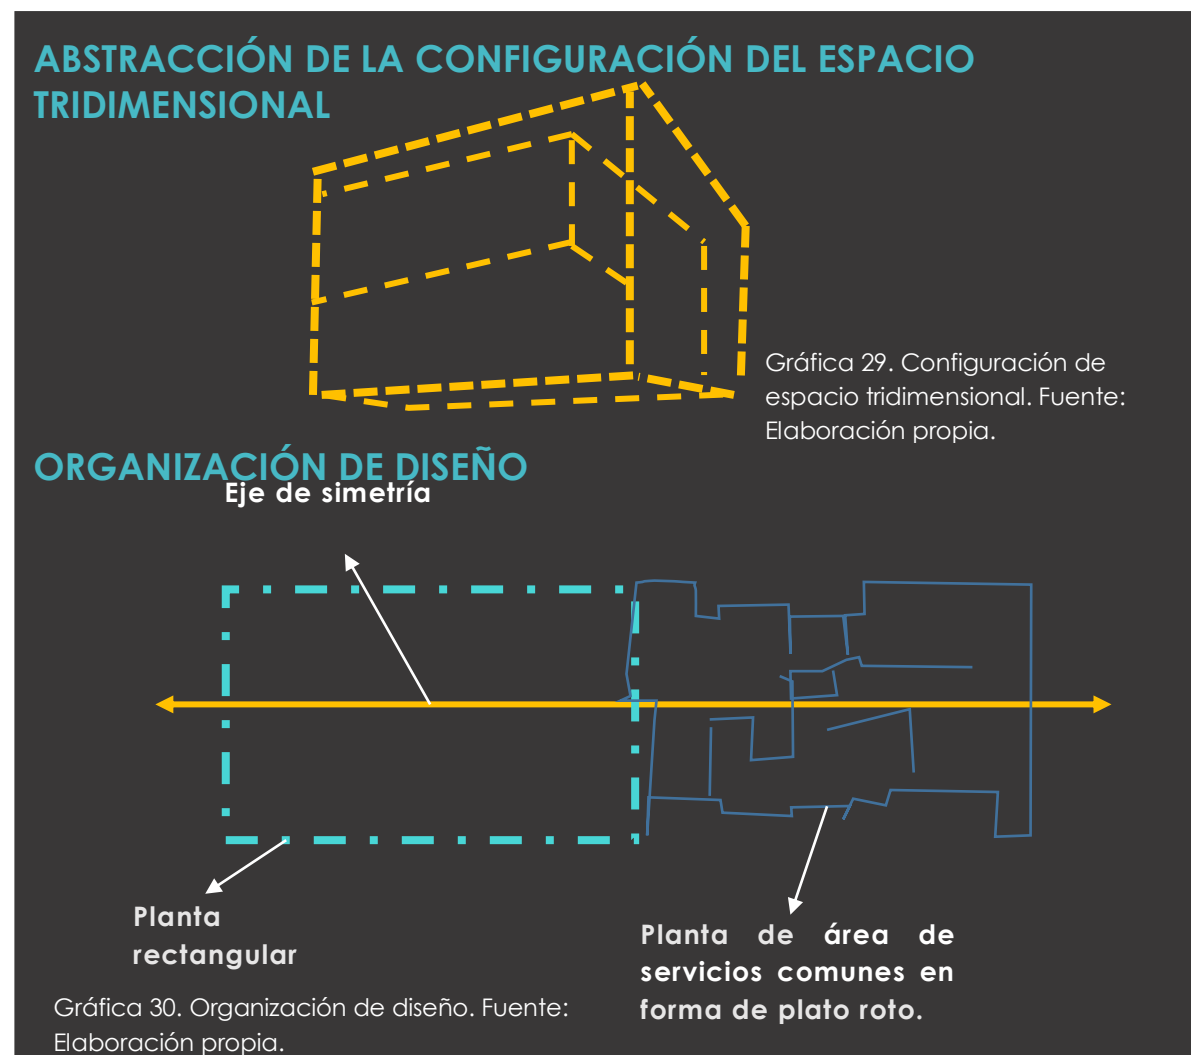 ABSTRACCIÓN DE LA CONFIGURACIÓN DEL ESPACIO
TRIDIMENSIONAL
Gráfica 29. Configuración de
espacio tridimensional. Fuente:
Elaboración propia.
ORGANIZACIÓN DE DISEÑO
Eje de simetría
Planta
rectangular
Planta de área de
servicios comunes en
forma de plato roto.
Gráfica 30. Organización de diseño. Fuente:
Elaboración propia.